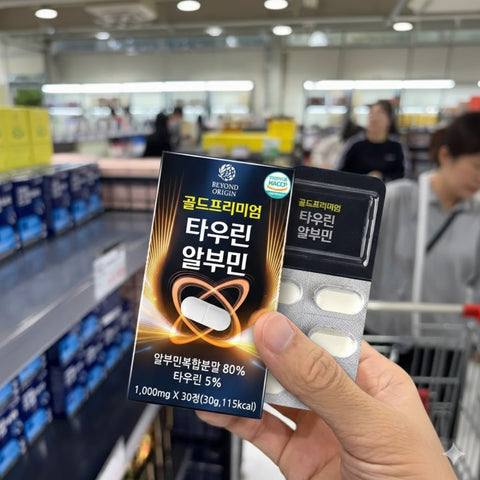 BEYOND
ORIGIN
HACCP
골드프리미엄
타우린
알부민
알부민복합분말 80%
타우린 5%
1,000mg X 30정(30g,115kcal)
골드프리미엄
타우린
알부민